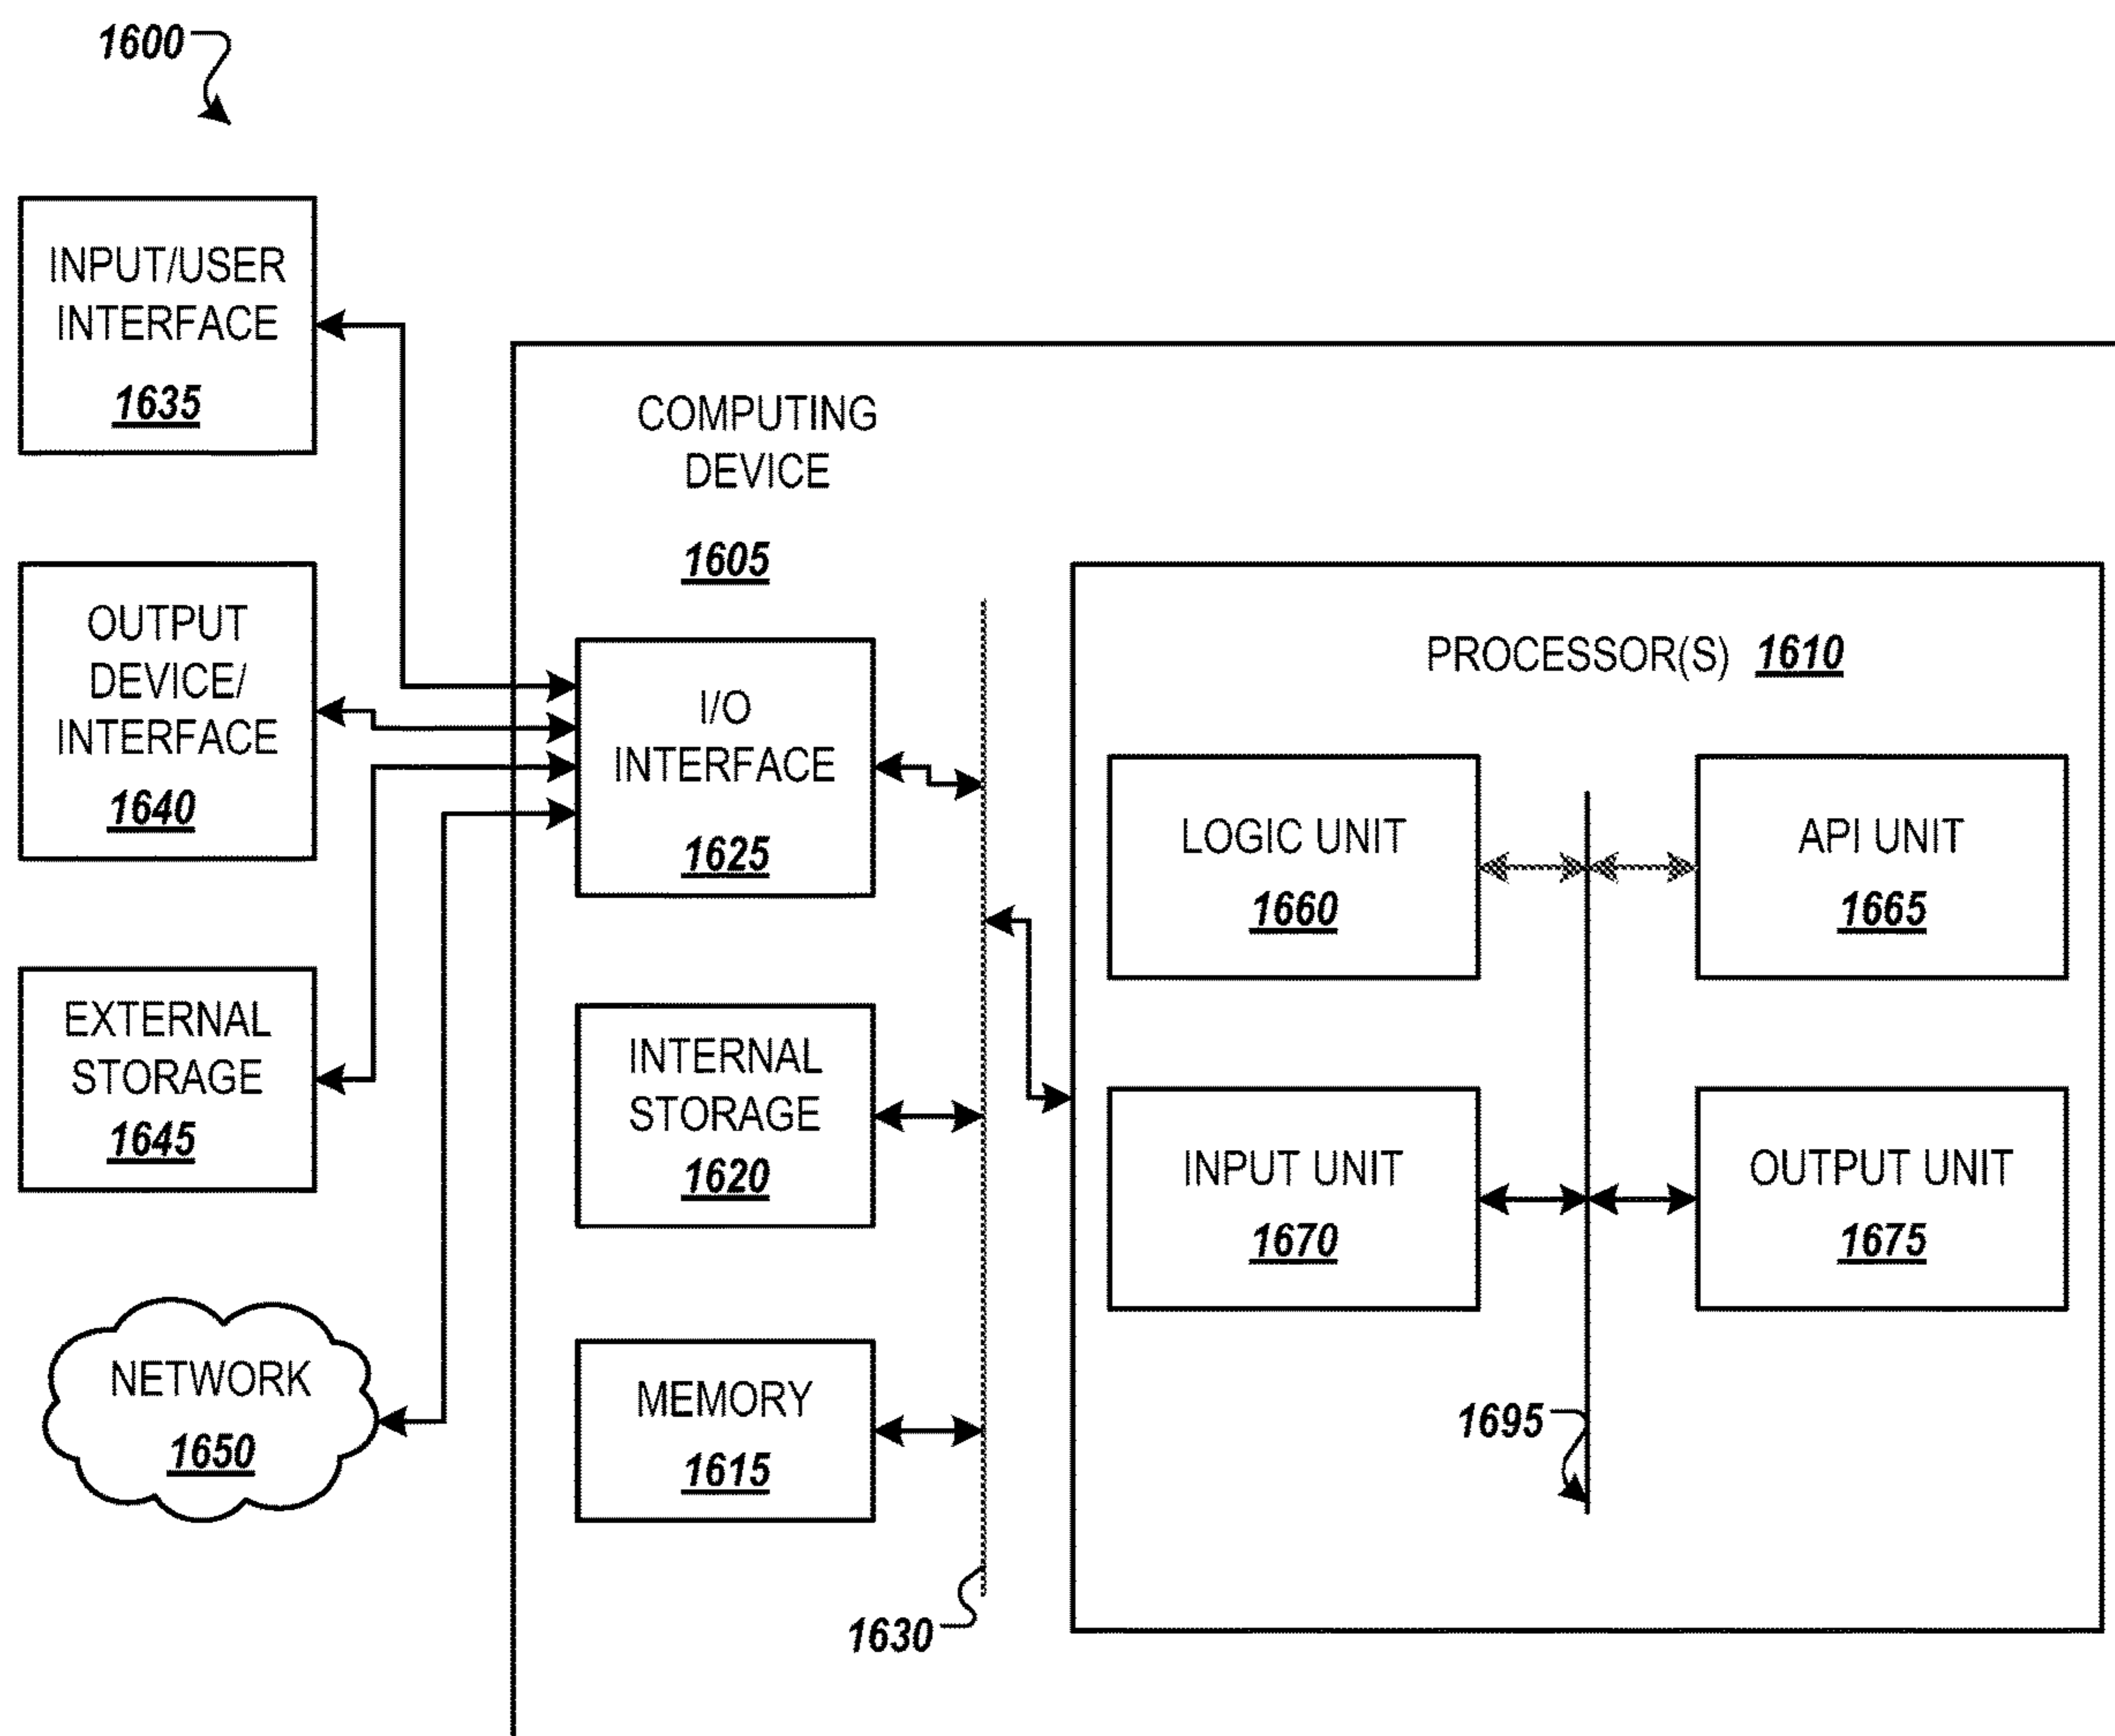 1600
INPUT/USER
INTERFACE
1635
OUTPUT
DEVICE/
INTERFACE
1640
EXTERNAL
STORAGE
1645
NETWORK
1650
COMPUTING
DEVICE
1605
I/O
INTERFACE
1625
INTERNAL
STORAGE
1620
MEMORY
1615
1630
PROCESSOR(S) 1610
LOGIC UNIT
1660
API UNIT
1665
INPUT UNIT
1670
OUTPUT UNIT
1675
1695